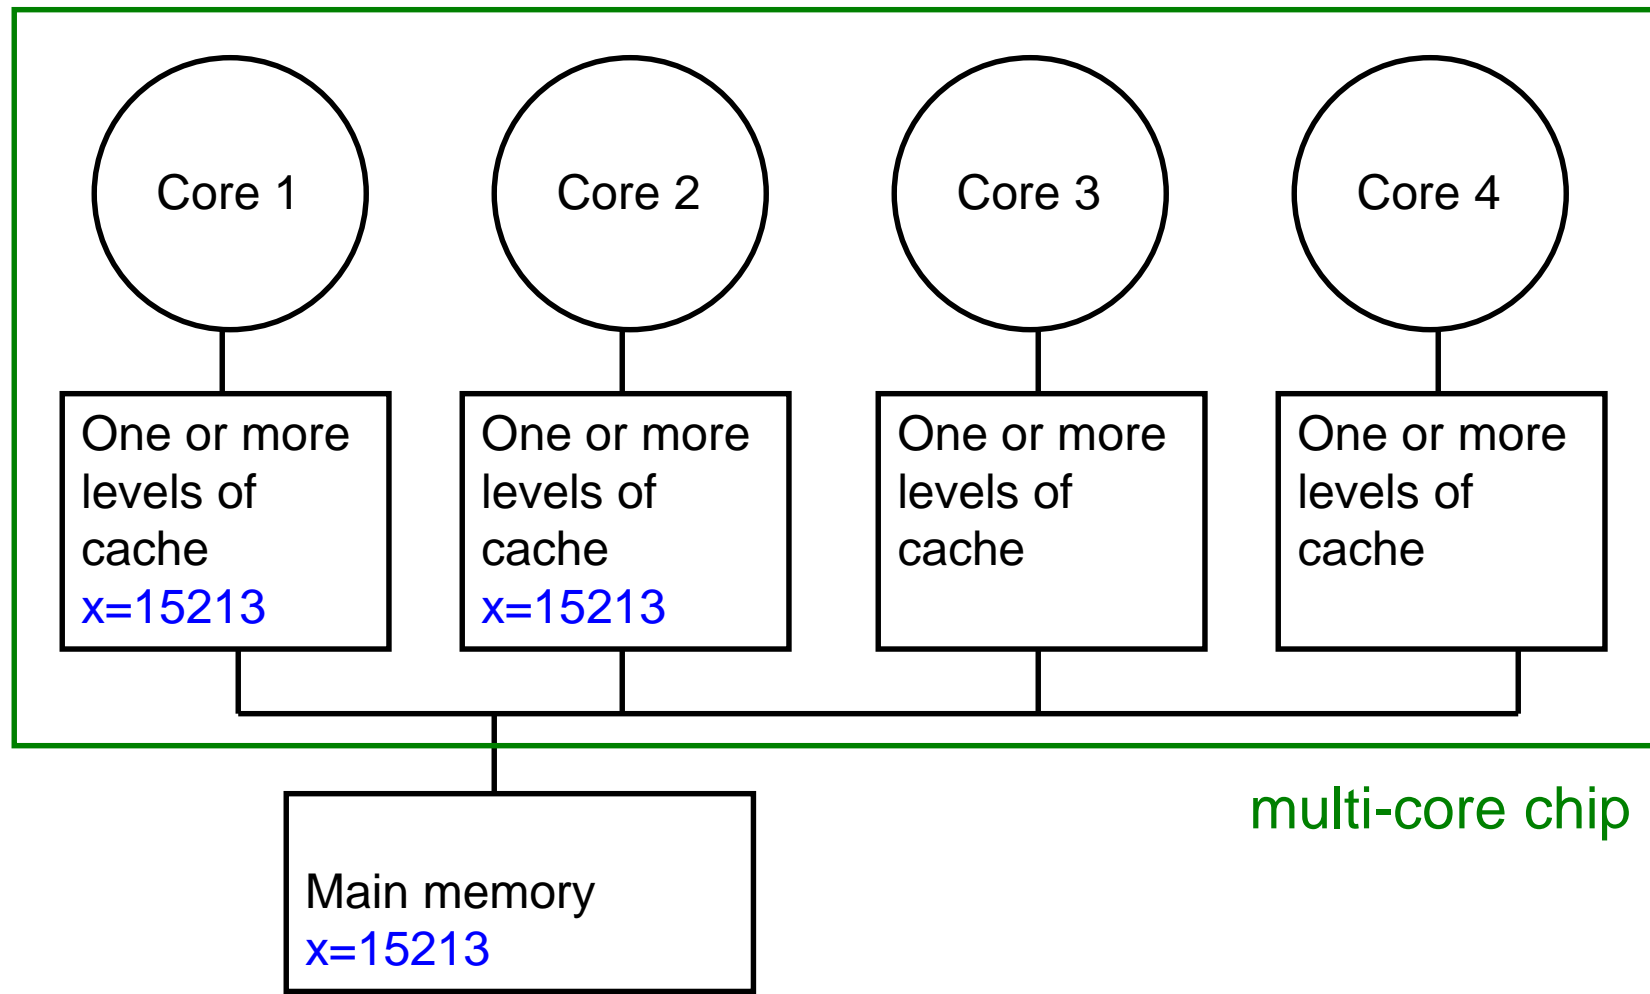 Core 1
Core 2
Core 3
Core 4
One or more
levels of
cache
x=15213
One or more
levels of
cache
x=15213
One or more
levels of
cache
One or more
levels of
cache
multi-core chip
Main memory
x=15213